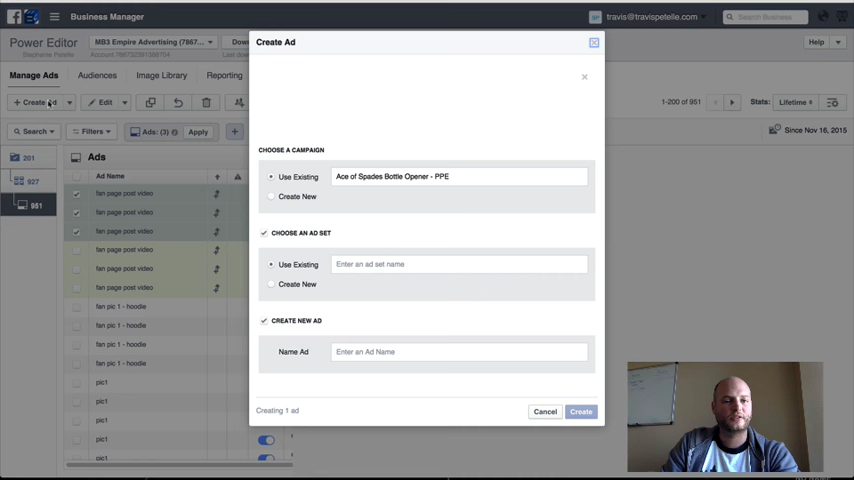 Business Manager
SP travis@travispetelle.com
Search Business
Power Editor
MB3 Empire Advertising (7867...
Stephanie Petelle
Help
Create Ad
Manage Ads Audiences Image Library Reporting
+ Create Ad Edit
1-200 of 951
Stats: Lifetime
Search Filters Ads: (3) Apply +
Since Nov 16, 2015
CHOOSE A CAMPAIGN
Use Existing Ace of Spades Bottle Opener - PPE
Create New
CHOOSE AN AD SET
Use Existing Enter an ad set name
Create New
CREATE NEW AD
Name Ad Enter an Ad Name
Creating 1 ad
Cancel Create
201
927
951
Ads
Ad Name
fan page post video
fan page post video
fan page post video
fan page post video
fan page post video
fan page post video
fan pic 1 - hoodie
fan pic 1 - hoodie
fan pic 1 - hoodie
fan pic 1 - hoodie
pic1
pic1
pic1
pic1
pic1